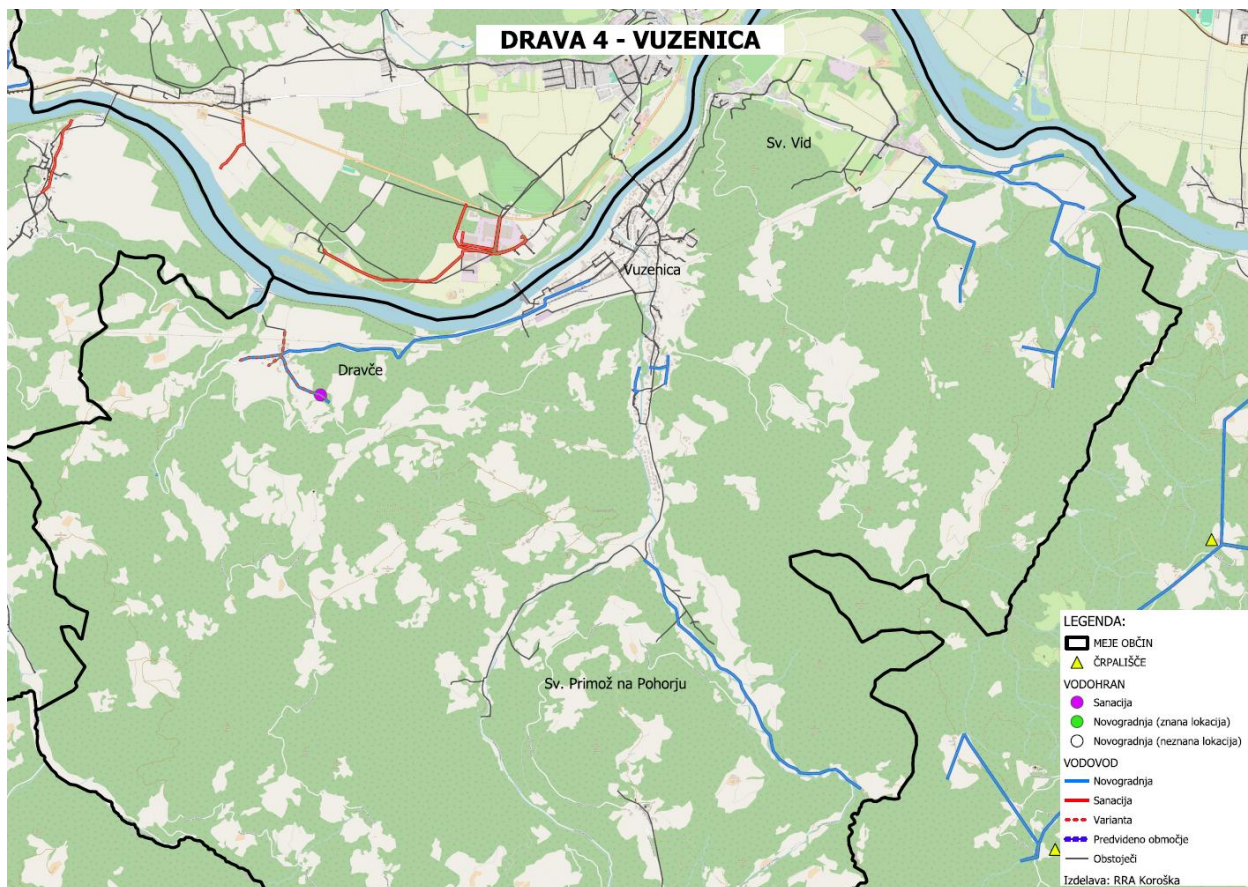 DRAVA 4 - VUZENICA
Sv. Vid
Vuzenica
Dravče
Sv. Primož na Pohorju
LEGENDA:
MEJE OBČIN
ČRPALIŠČE
VODOHRAN
Sanacija
Novogradnja (znana lokacija)
Novogradnja (neznana lokacija)
VODOVOD
Novogradnja
Sanacija
Varianta
Predvideno območje
Obstoječi
Izdelava: RRA Koroška